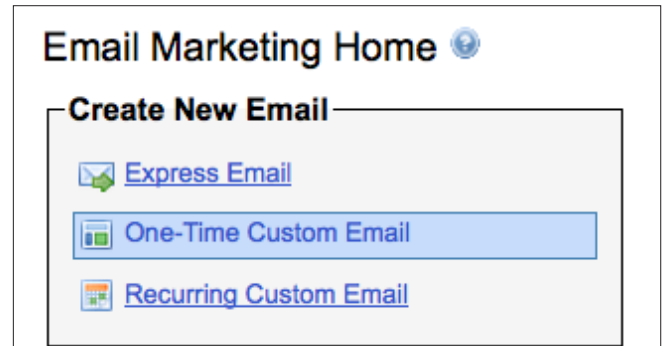 Email Marketing Home
Create New Email
Express Email
One-Time Custom Email
Recurring Custom Email